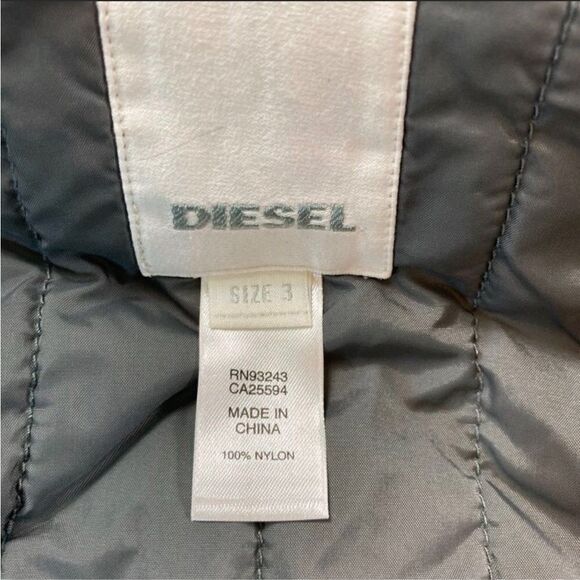 DIESEL
SIZE 3
RN93243
CA25594
MADE IN
CHINA
100% NYLON